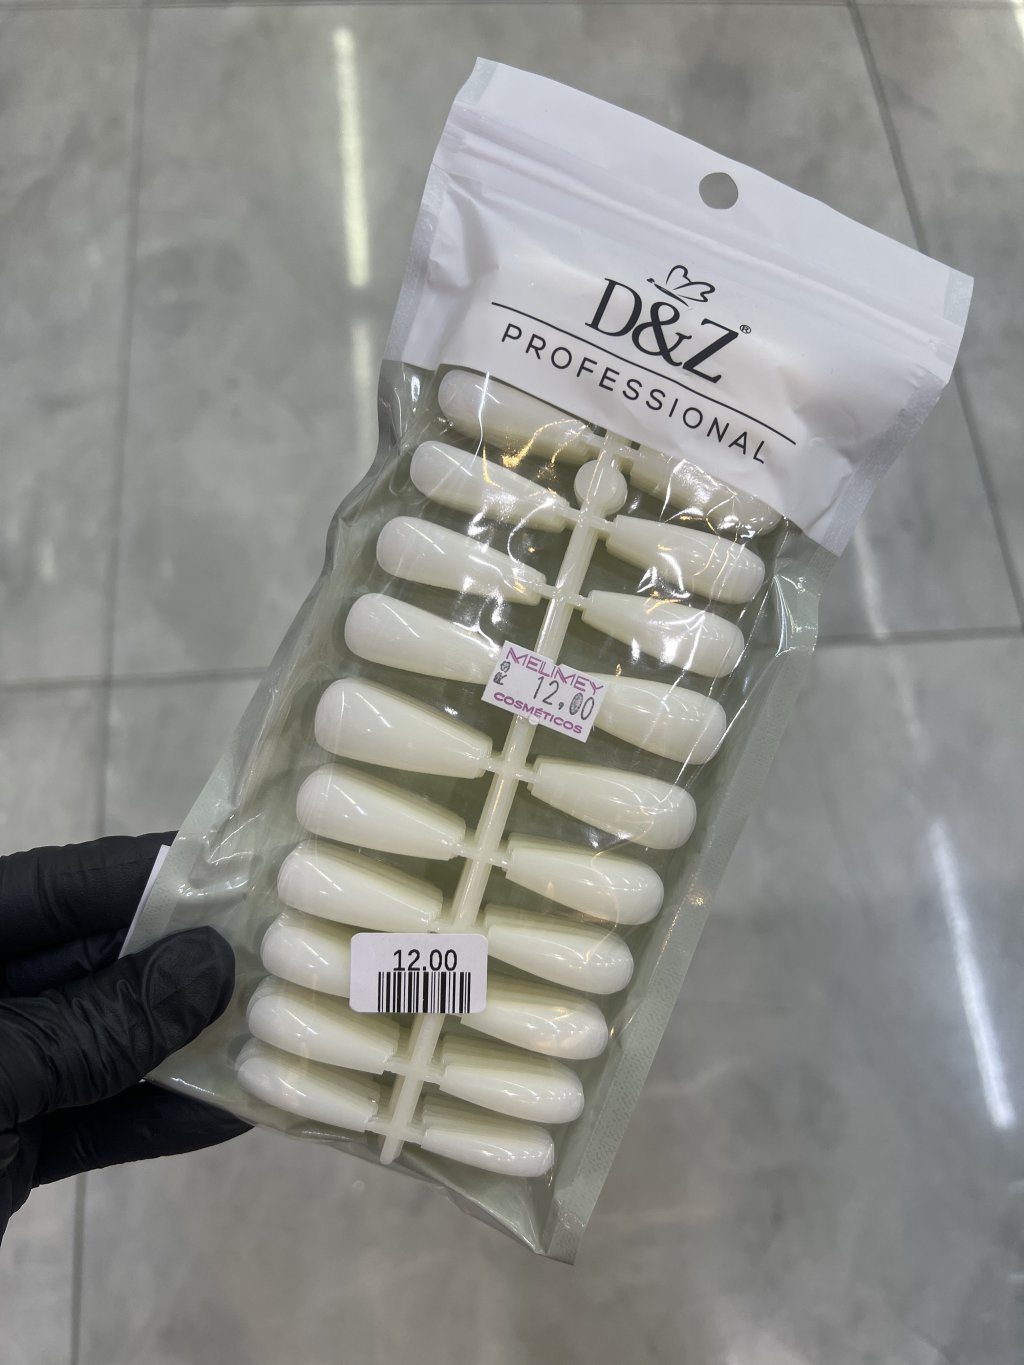 D&Z®
PROFESSIONAL
MELIMEY
R$ 12,00
COSMÉTICOS
12.00